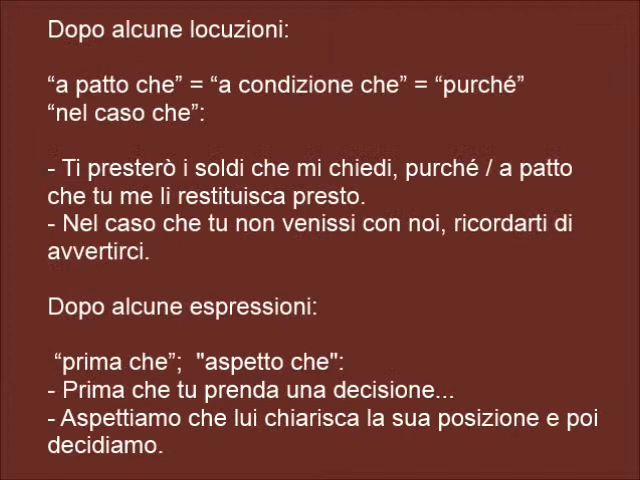 Dopo alcune locuzioni:
“a patto che” = “a condizione che” = “purché”
“nel caso che”:
- Ti presterò i soldi che mi chiedi, purché / a patto
che tu me li restituisca presto.
- Nel caso che tu non venissi con noi, ricordarti di
avvertirci.
Dopo alcune espressioni:
“prima che”;  "aspetto che":
- Prima che tu prenda una decisione...
- Aspettiamo che lui chiarisca la sua posizione e poi
decidiamo.